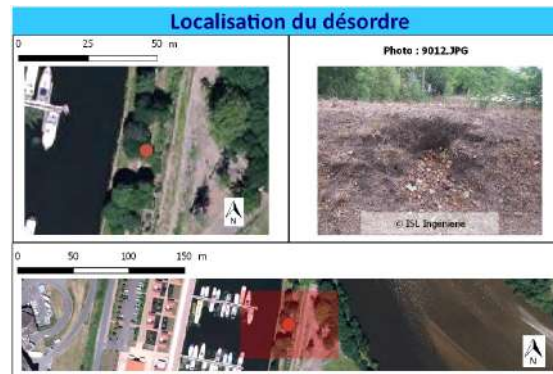 Localisation du désordre
0 25 50 m
Photo : 9012.JPG
N
© ISL Ingénierie
0 50 100 150 m
N